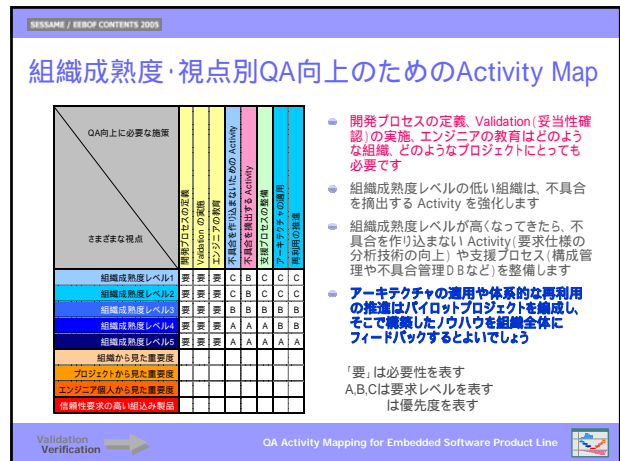 SESSAME / EEBOF CONTENTS 2005
組織成熟度・視点別QA向上のためのActivity Map
QA向上に必要な施策
さまざまな視点
開発プロセスの定義
Validation の実施
エンジニアの教育
不具合を作り込まないための Activity
不具合を摘出する Activity
支援プロセスの整備
アーキテクチャの適用
再利用の推進
組織成熟度レベル1 要 要 要 C B C C C
組織成熟度レベル2 要 要 要 C B C C C
組織成熟度レベル3 要 要 要 B B B B B
組織成熟度レベル4 要 要 要 A A A B B
組織成熟度レベル5 要 要 要 A A A A A
組織から見た重要度
プロジェクトから見た重要度
エンジニア個人から見た重要度
信頼性要求の高い組込み製品
開発プロセスの定義、Validation(妥当性確
認)の実施、エンジニアの教育はどのよう
な組織、どのようなプロジェクトにとっても
必要です
組織成熟度レベルの低い組織は、不具合
を摘出する Activity を強化します
組織成熟度レベルが高くなってきたら、不
具合を作り込まない Activity(要求仕様の
分析技術の向上) や支援プロセス(構成管
理や不具合管理DBなど)を整備します
アーキテクチャの適用や体系的な再利用
の推進はパイロットプロジェクトを編成し、
そこで構築したノウハウを組織全体に
フィードバックするとよいでしょう
「要」は必要性を表す
A,B,Cは要求レベルを表す
は優先度を表す
Validation
Verification
QA Activity Mapping for Embedded Software Product Line